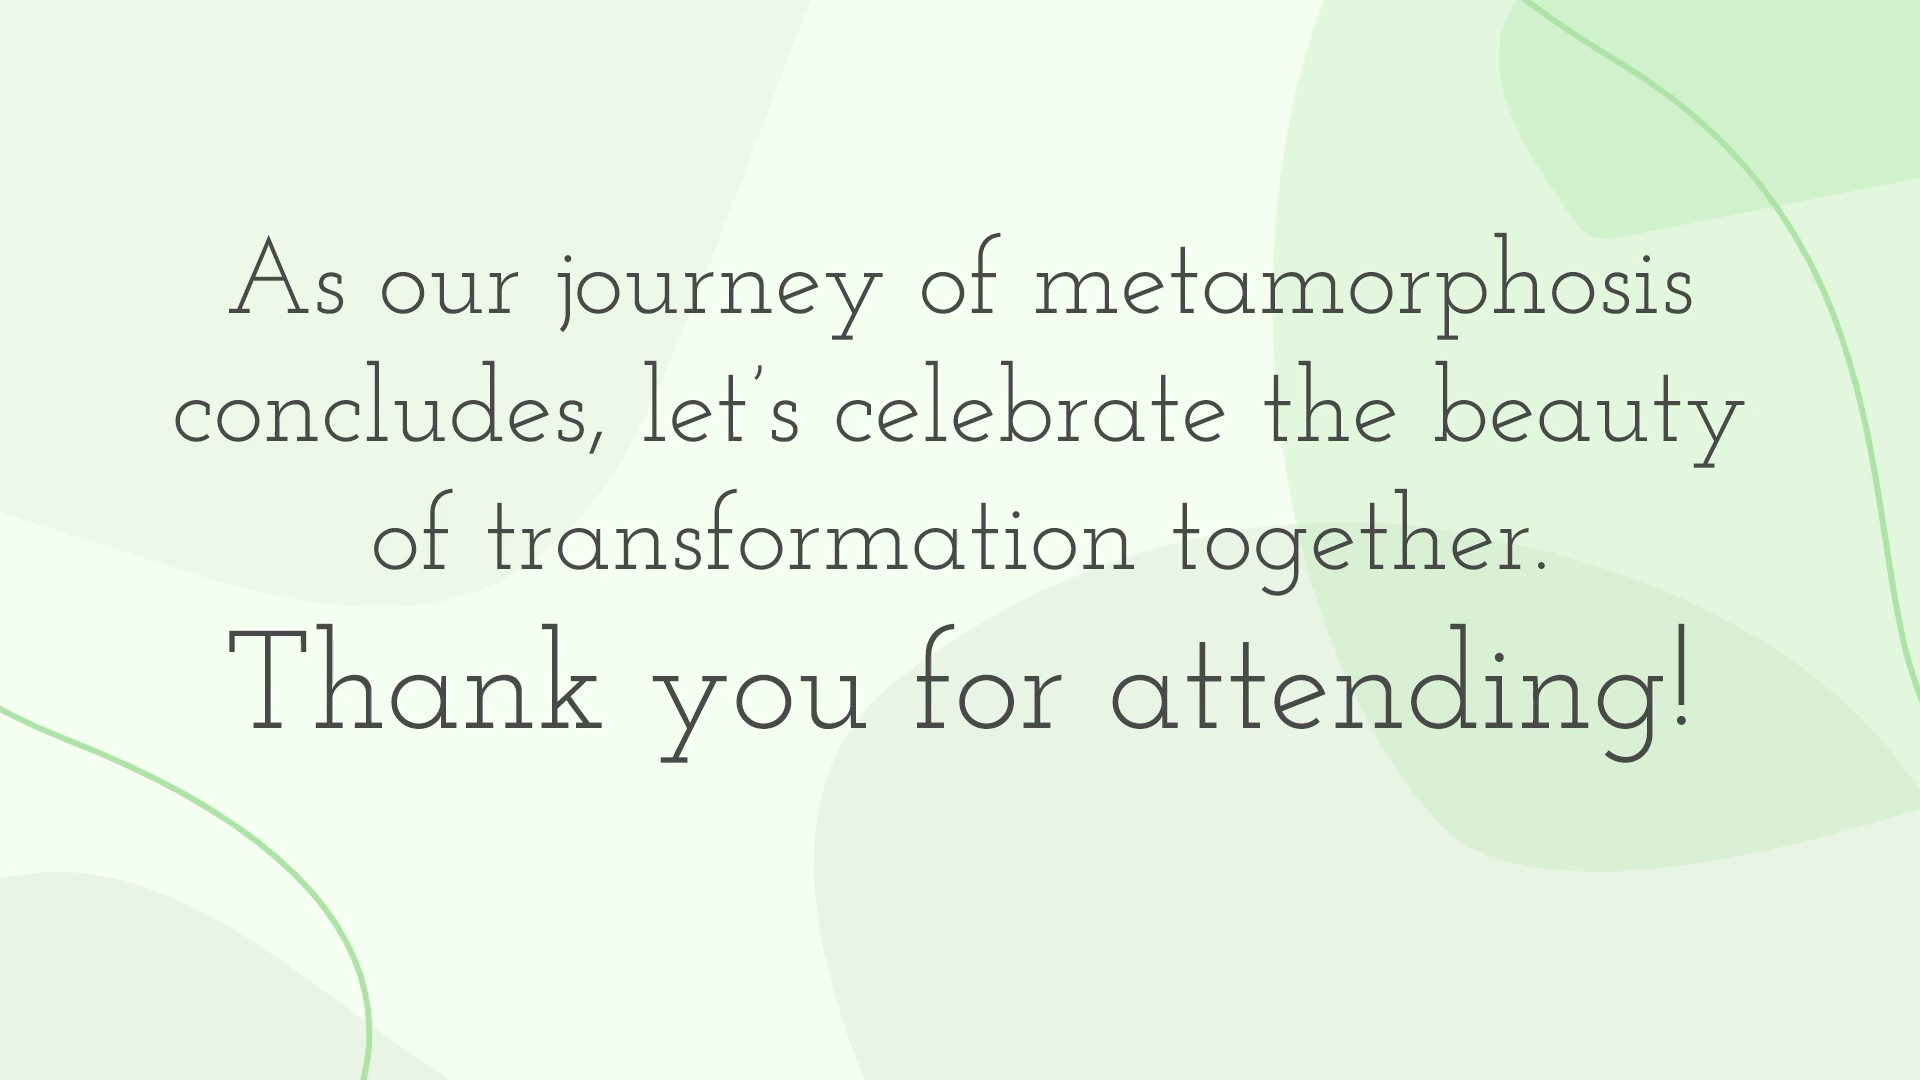 As our journey of metamorphosis
concludes, let’s celebrate the beauty
of transformation together.
Thank you for attending!